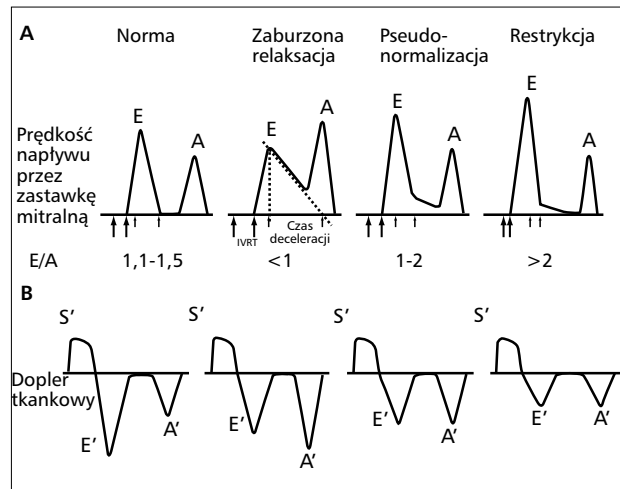 A
Norma
Zaburzona
relaksacja
Pseudo-
normalizacja
Restrykcja
Prędkość
napływu
przez
zastawkę
mitralną
E
A
E
A
E
A
E
A
IVRT
Czas
deceleracji
E/A
1,1-1,5
<1
1-2
>2
B
S'
S'
S'
S'
Dopler
tkankowy
E'
A'
E'
A'
E'
A'
E'
A'